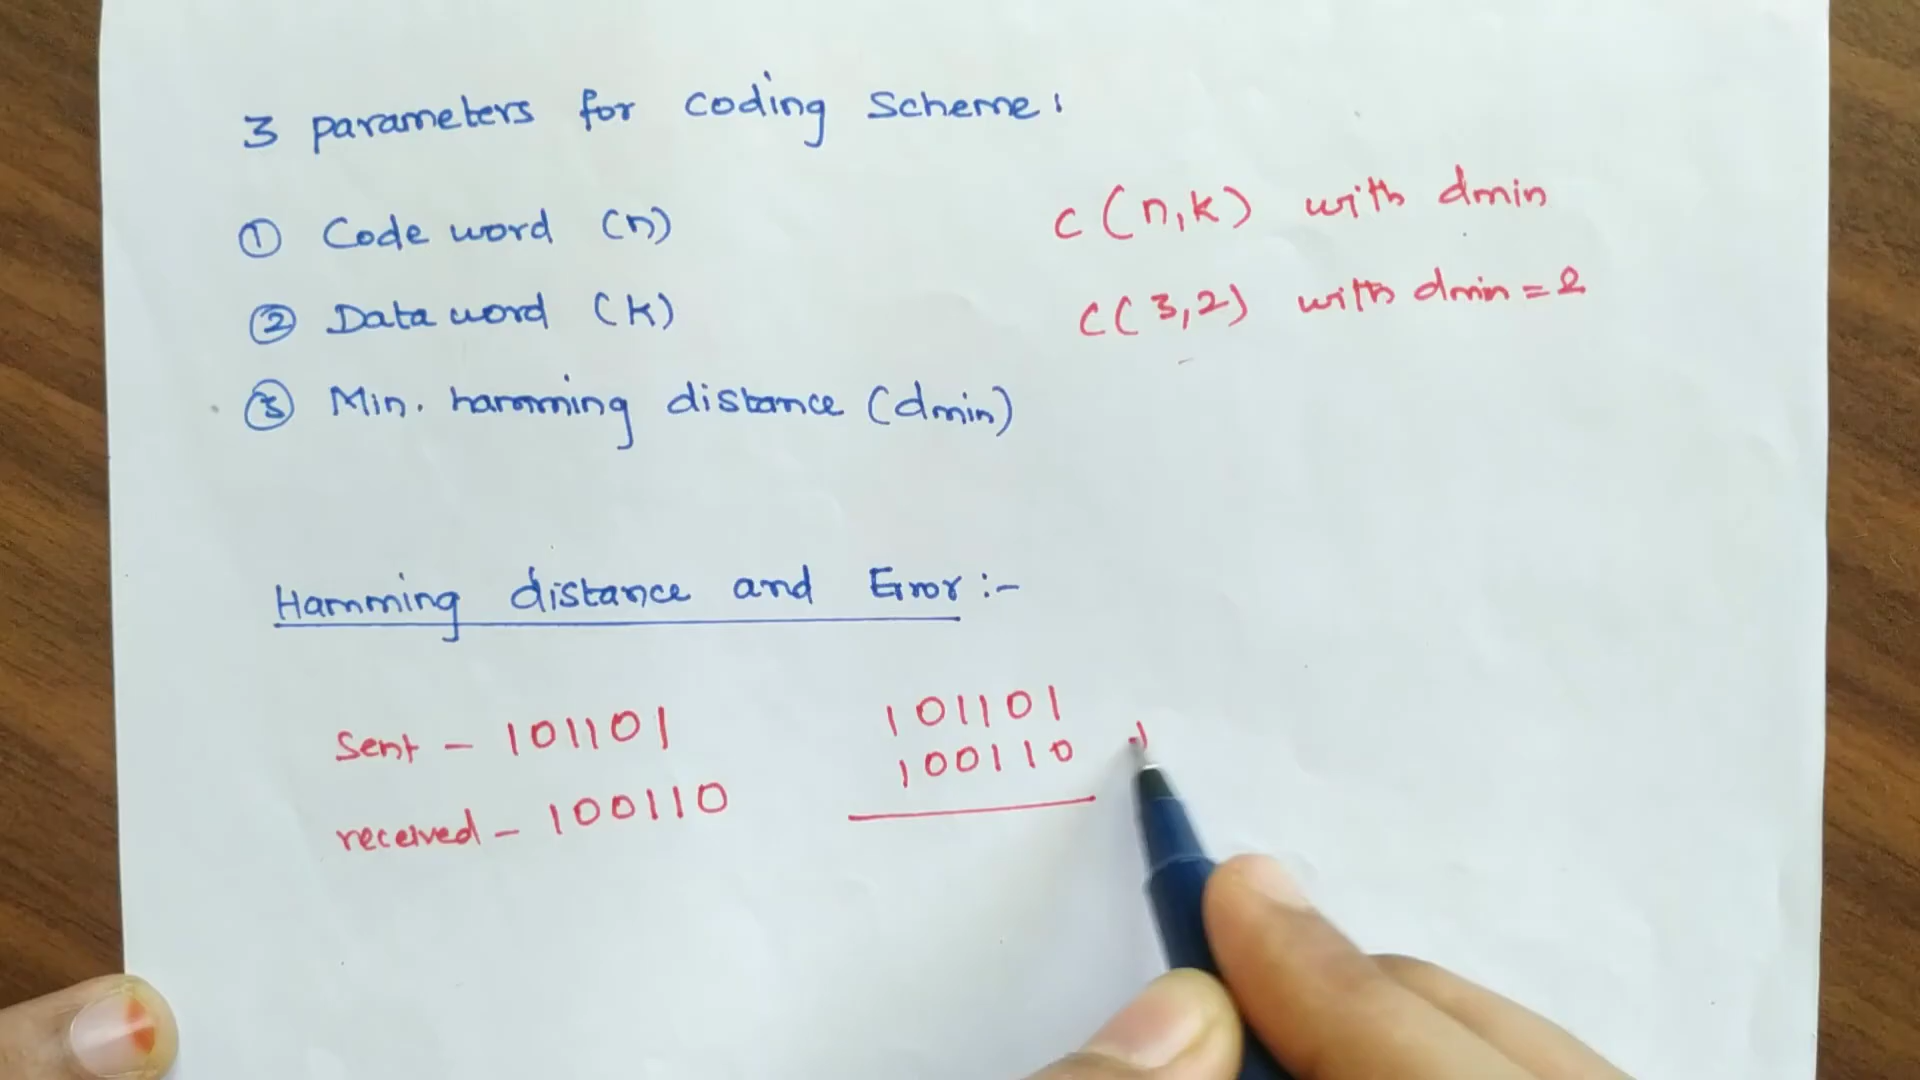 3 parameters for coding scheme:
① Code word (n)
② Data word (k)
③ Min. hamming distance (dmin)
C (n,k) with dmin
C(3,2) with dmin = 2
Hamming distance and Error :-
Sent - 101101
received - 100110
101101
100110